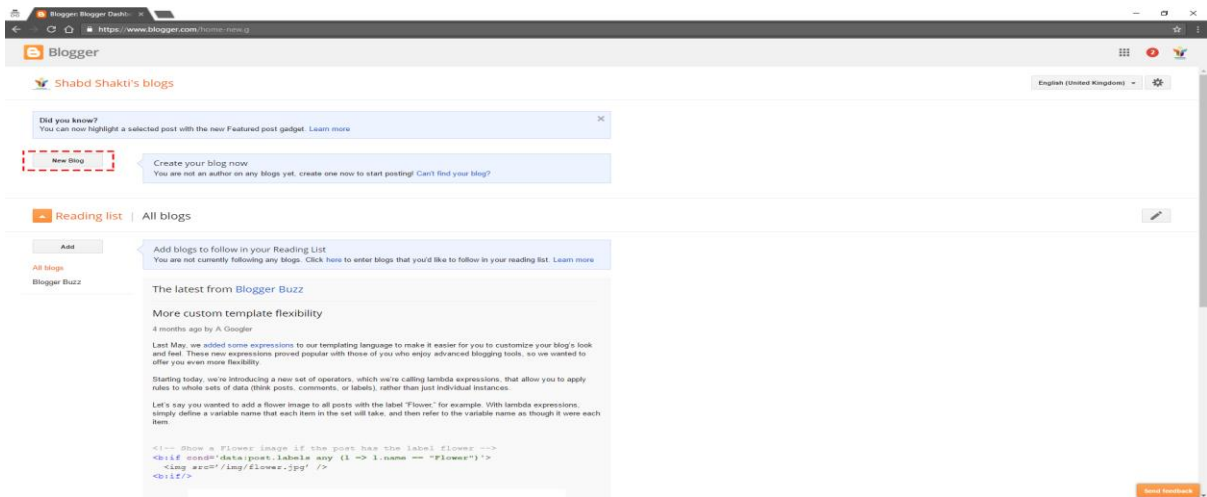 Blogger: Blogger Dashb
https://www.blogger.com/home-new.g
Blogger
2
Shabd Shakti's blogs
English (United Kingdom)
Did you know?
You can now highlight a selected post with the new Featured post gadget. Learn more
New Blog
Create your blog now
You are not an author on any blogs yet, create one now to start posting! Can't find your blog?
Reading list | All blogs
Add
Add blogs to follow in your Reading List
You are not currently following any blogs. Click here to enter blogs that you'd like to follow in your reading list. Learn more
All blogs
Blogger Buzz
The latest from Blogger Buzz
More custom template flexibility
4 months ago by A Googler
Last May, we added some expressions to our templating language to make it easier for you to customize your blog's look
and feel. These new expressions proved popular with those of you who enjoy advanced blogging tools, so we wanted to
offer you even more flexibility.
Starting today, we're introducing a new set of operators, which we're calling lambda expressions, that allow you to apply
rules to whole sets of data (think posts, comments, or labels), rather than just individual instances.
Let's say you wanted to add a flower image to all posts with the label "Flower," for example. With lambda expressions,
simply define a variable name that each item in the set will take, and then refer to the variable name as though it were each
item.
<!-- Show a Flower image if the post has the label flower -->
<b:if cond='data:post.labels any (l => l.name == "Flower")'>
<img src='/img/flower.jpg' />
<b:if/>
Send feedback